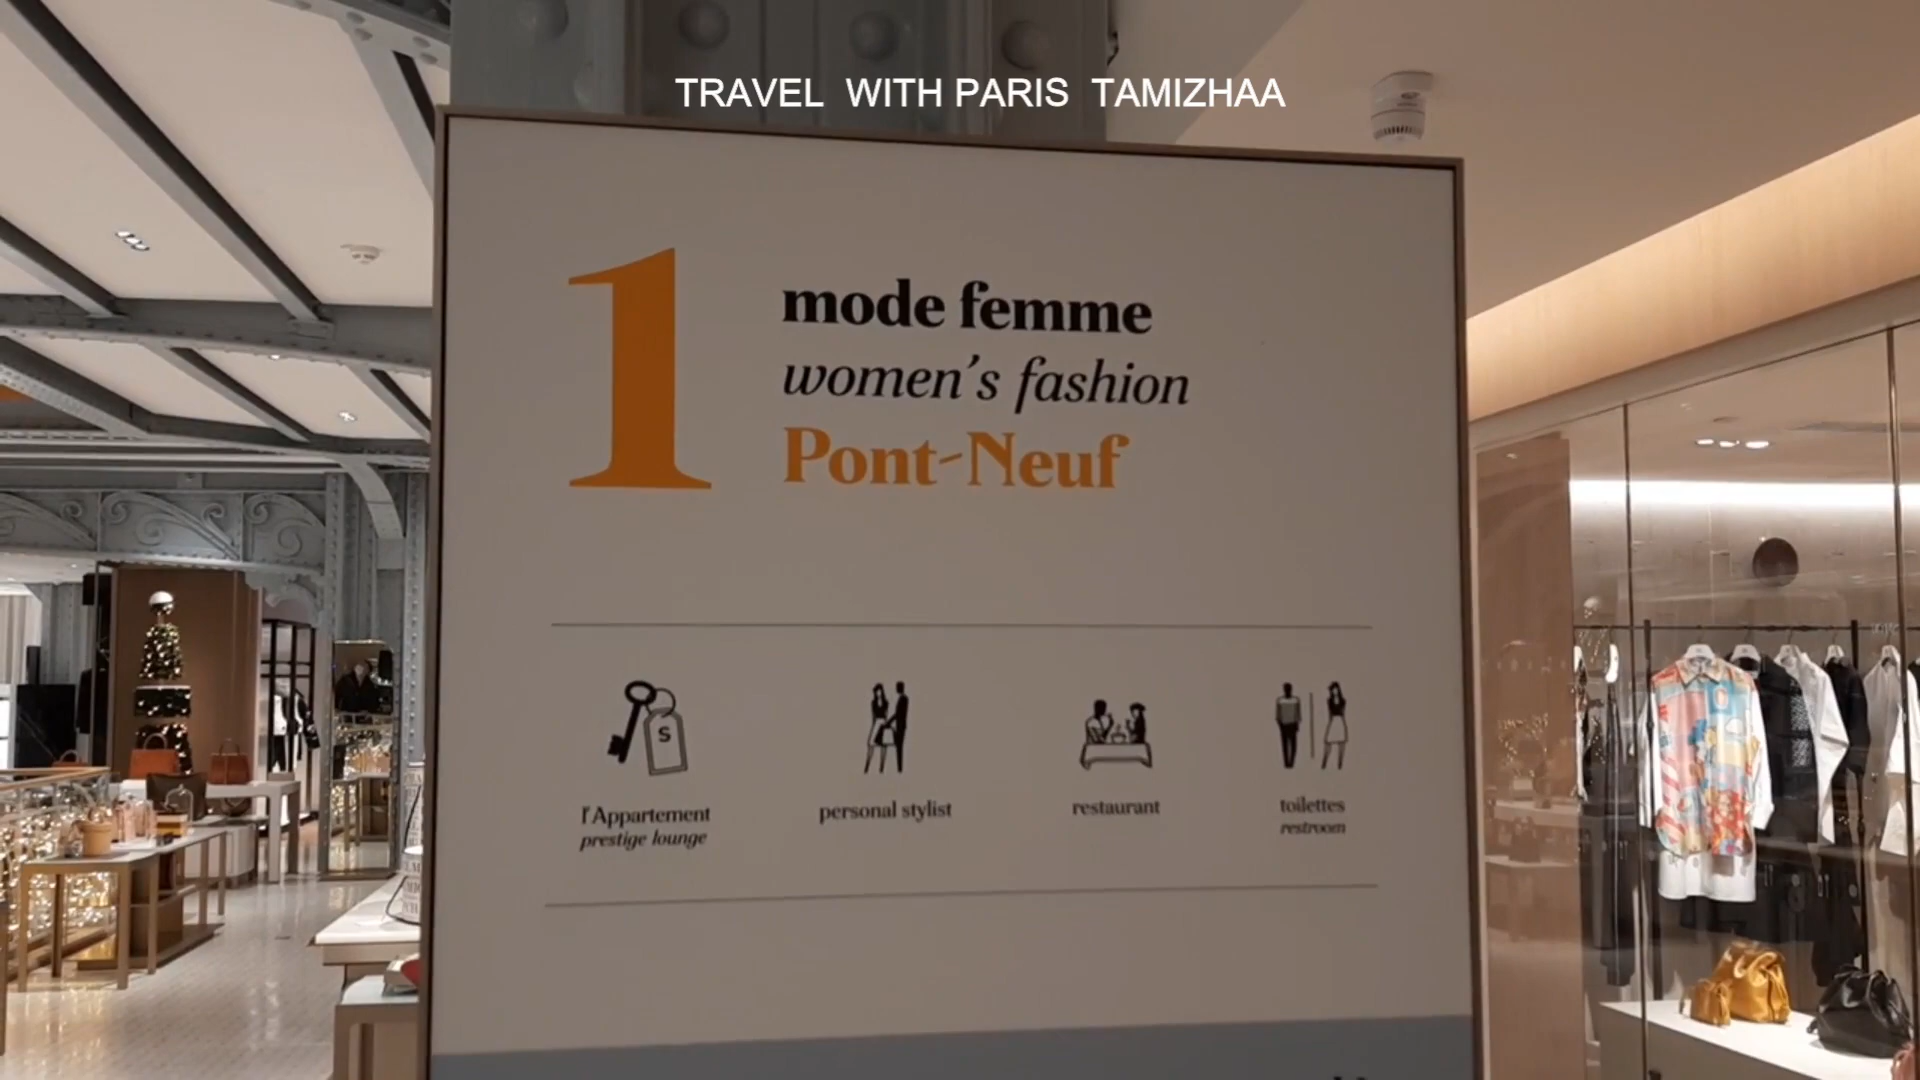 TRAVEL WITH PARIS TAMIZHAA
1
mode femme
women's fashion
Pont-Neuf
S
l'Appartement
prestige lounge
personal stylist
restaurant
toilettes
restroom